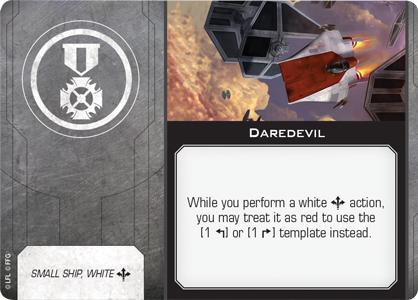 DAREDEVIL
While you perform a white action,
you may treat it as red to use the
[1 ↰] or [1 ↱] template instead.
SMALL SHIP, WHITE
©LFL ©FFG